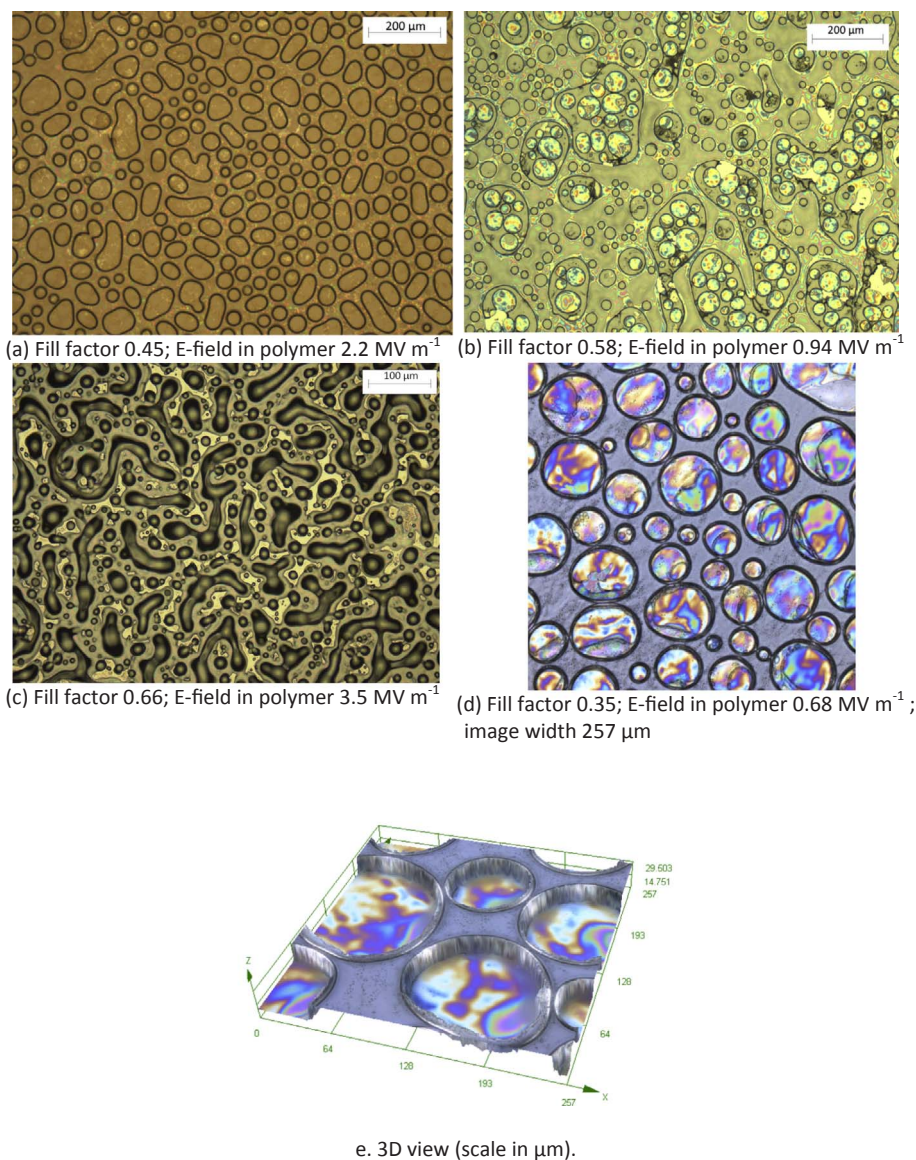 200 µm
200 µm
(a) Fill factor 0.45; E-field in polymer 2.2 MV m-1
(b) Fill factor 0.58; E-field in polymer 0.94 MV m-1
100 µm
(c) Fill factor 0.66; E-field in polymer 3.5 MV m-1
(d) Fill factor 0.35; E-field in polymer 0.68 MV m-1 ;
image width 257 µm
29.603
14.751
257
193
128
64
Z
0
64
128
193
257
X
e. 3D view (scale in µm).